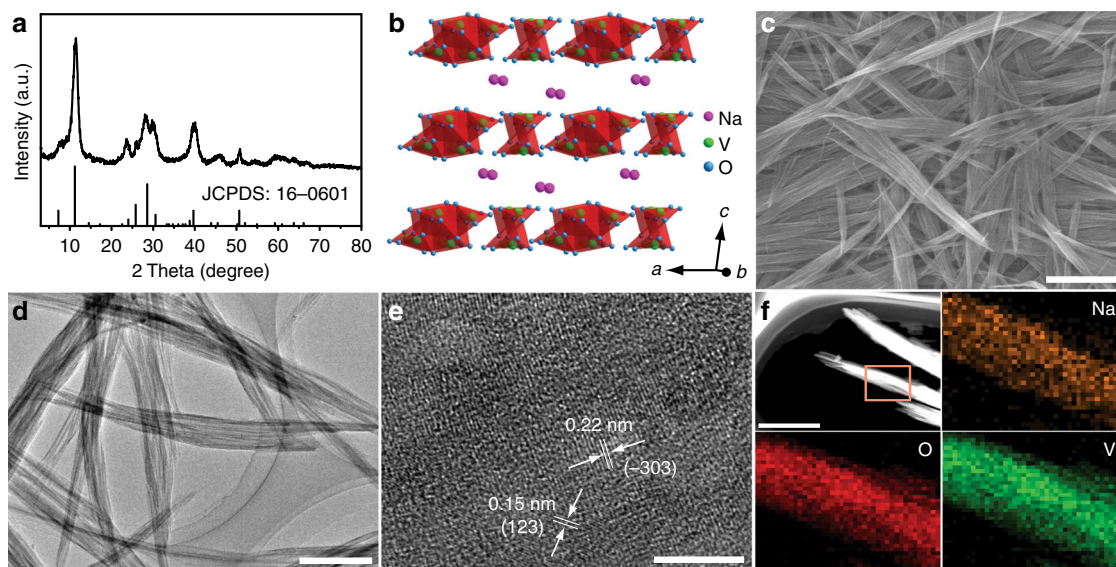 a
Intensity (a.u.)
JCPDS: 16–0601
10 20 30 40 50 60 70 80
2 Theta (degree)
b
Na
V
O
c
a
b
c
d
e
0.22 nm
(–303)
0.15 nm
(123)
f
Na
O
V